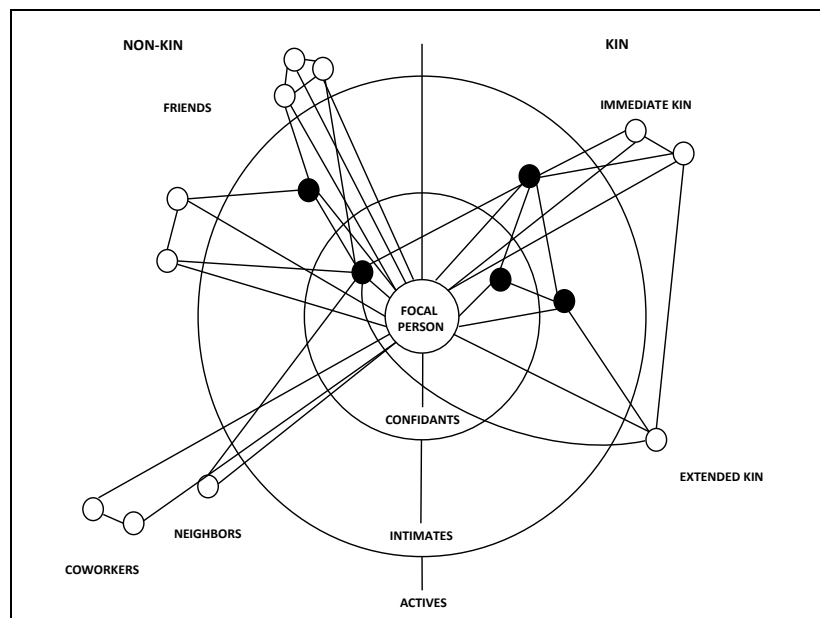 NON-KIN
KIN
FRIENDS
IMMEDIATE KIN
FOCAL
PERSON
CONFIDANTS
EXTENDED KIN
NEIGHBORS
INTIMATES
COWORKERS
ACTIVES